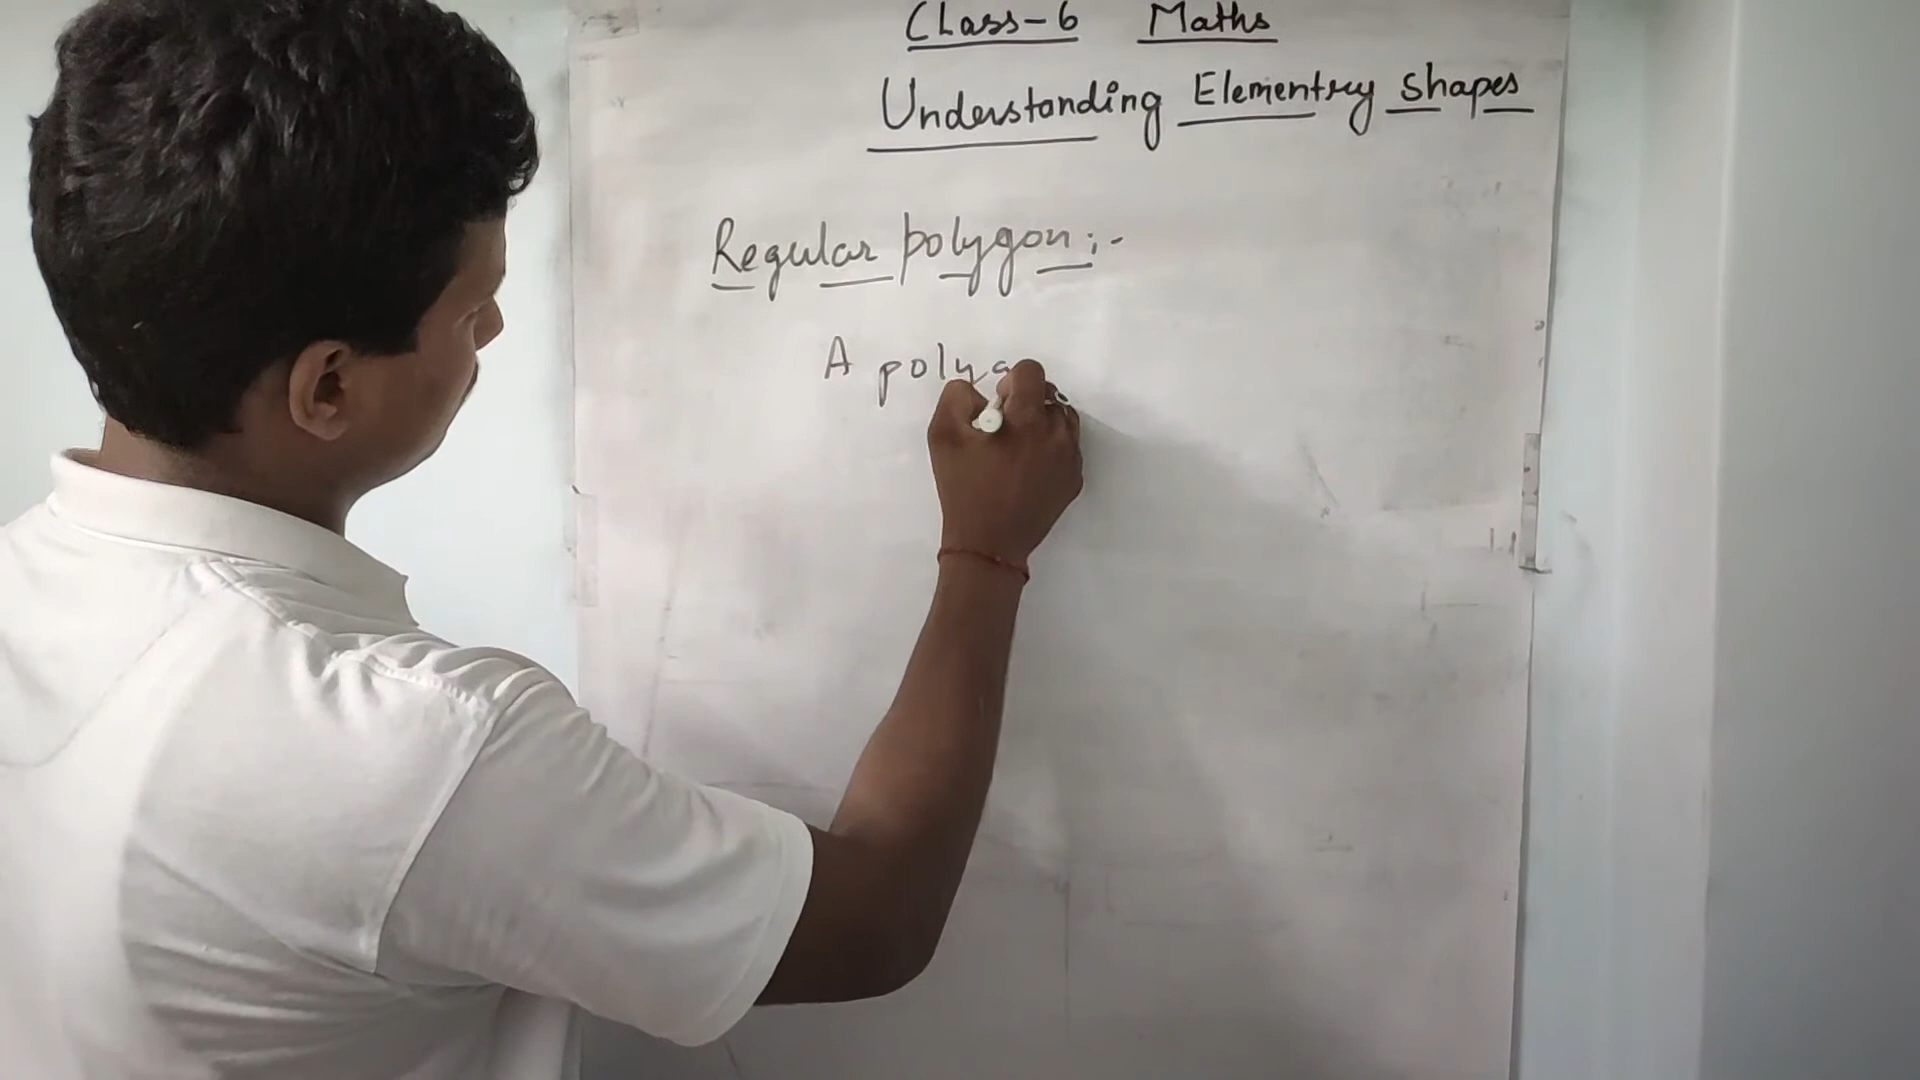 Class-6 Maths
Understanding Elementry shapes
Regular polygon:-
A polyg